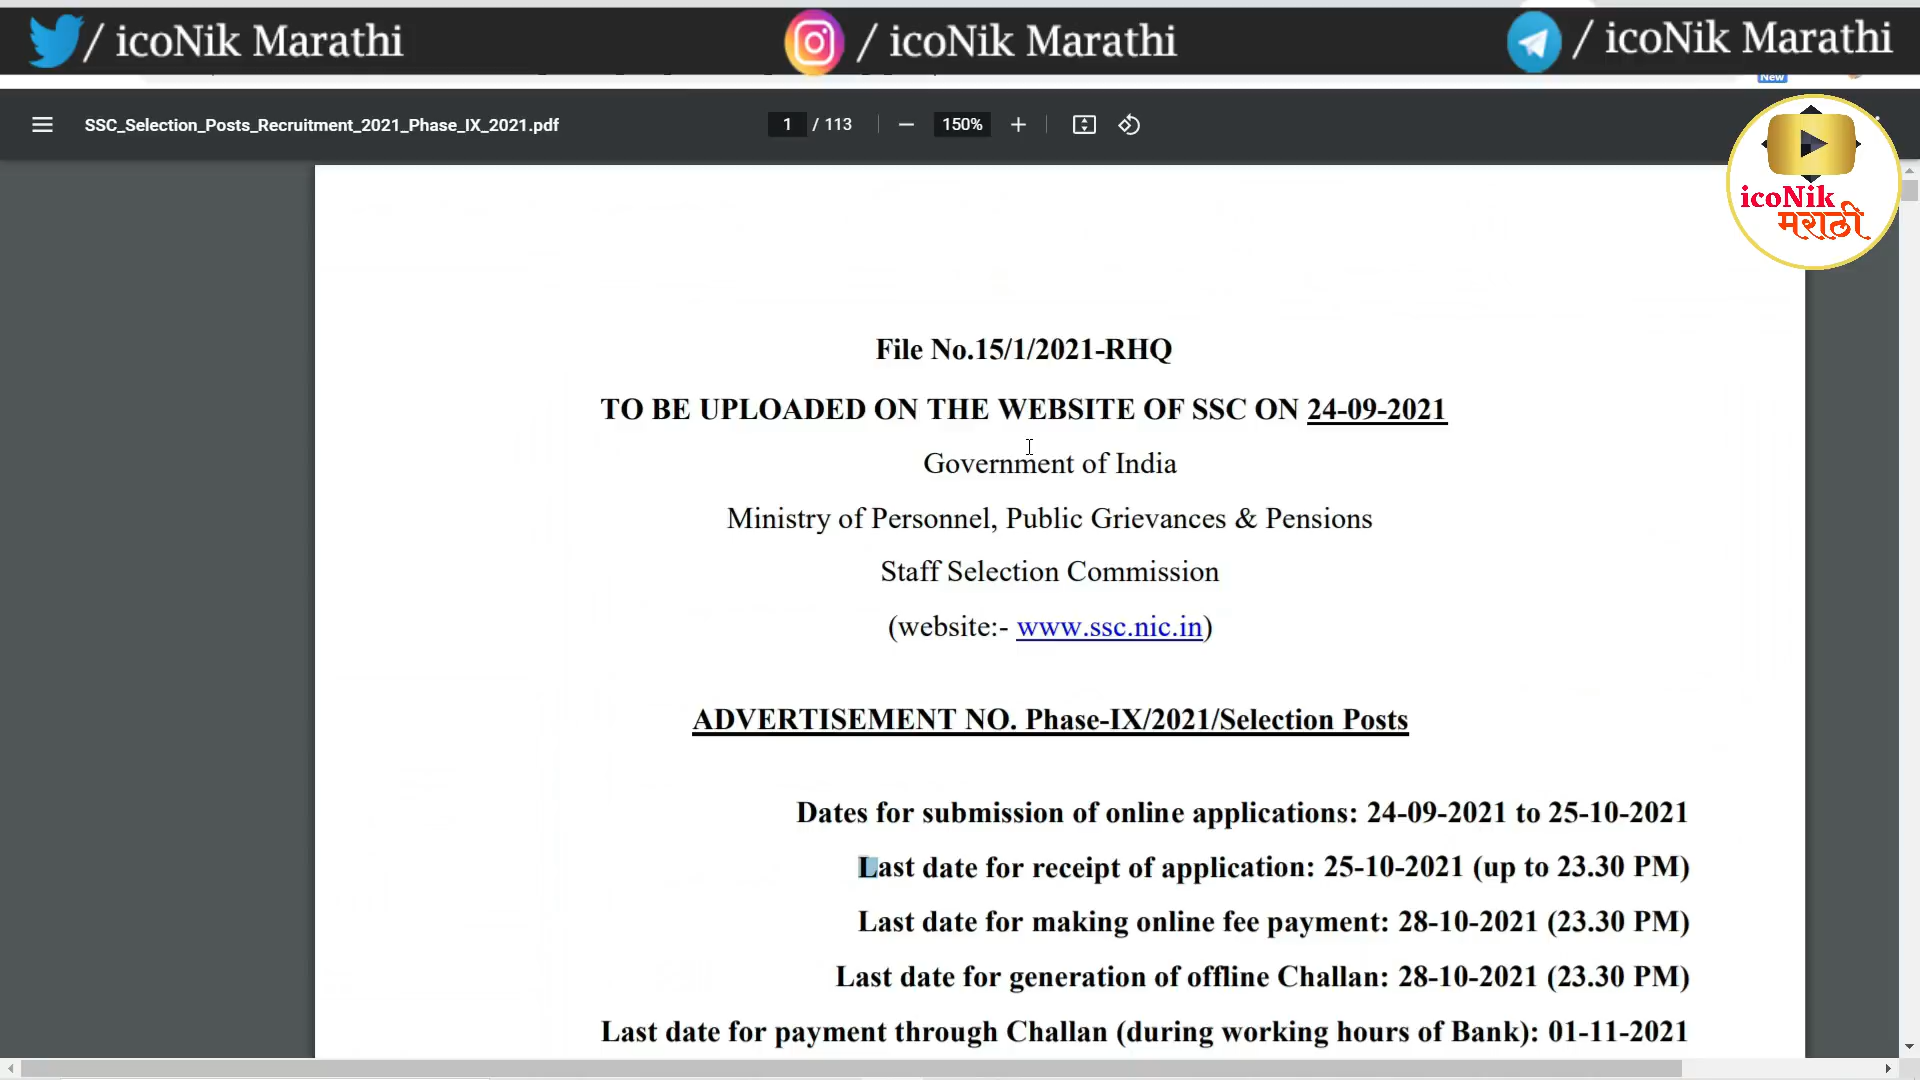 / icoNik Marathi
/ icoNik Marathi
/ icoNik Marathi
New
SSC_Selection_Posts_Recruitment_2021_Phase_IX_2021.pdf
1 / 113
150%
icoNik
मराठी
File No.15/1/2021-RHQ
TO BE UPLOADED ON THE WEBSITE OF SSC ON 24-09-2021
Government of India
Ministry of Personnel, Public Grievances & Pensions
Staff Selection Commission
(website:- www.ssc.nic.in)
ADVERTISEMENT NO. Phase-IX/2021/Selection Posts
Dates for submission of online applications: 24-09-2021 to 25-10-2021
Last date for receipt of application: 25-10-2021 (up to 23.30 PM)
Last date for making online fee payment: 28-10-2021 (23.30 PM)
Last date for generation of offline Challan: 28-10-2021 (23.30 PM)
Last date for payment through Challan (during working hours of Bank): 01-11-2021